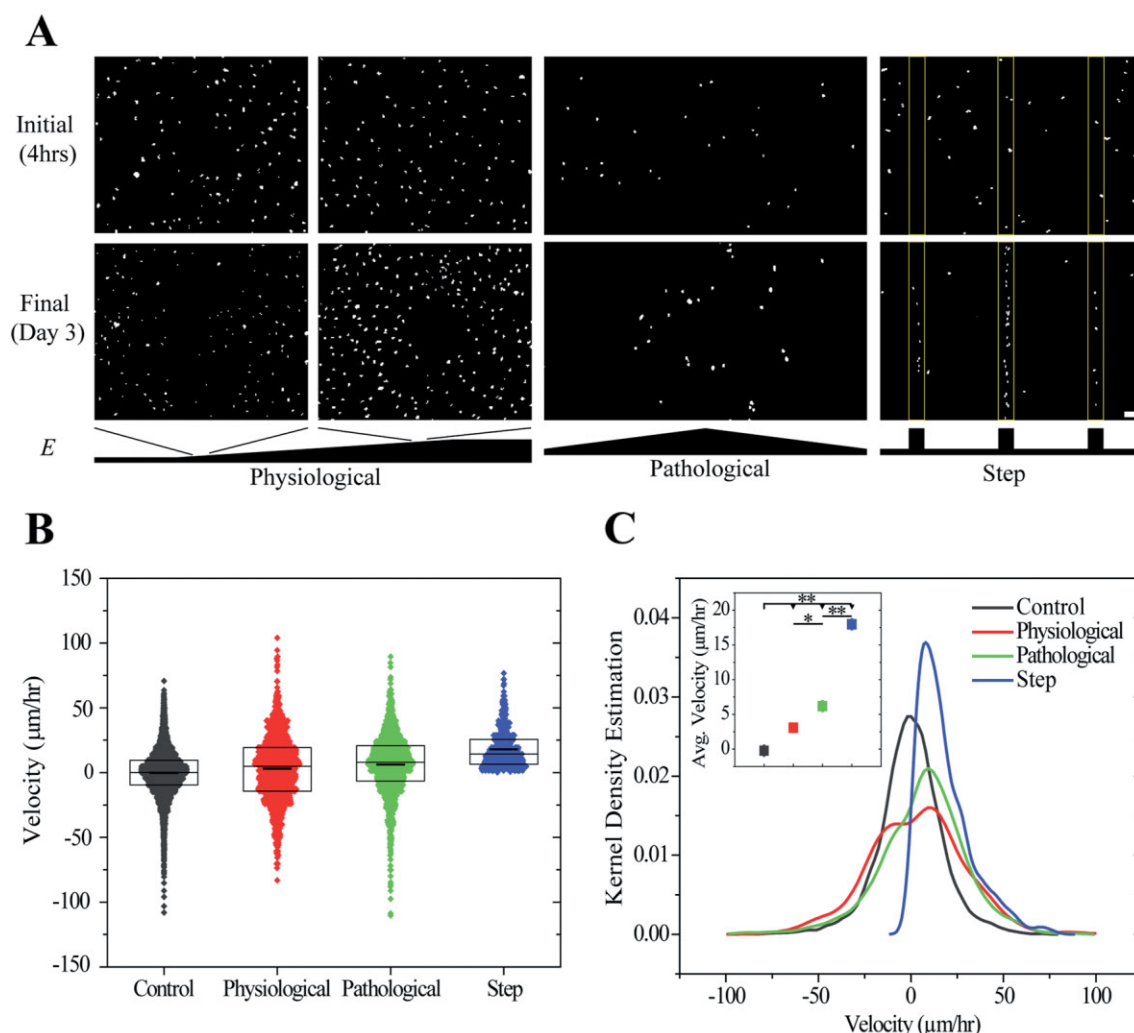 A
Initial
(4hrs)
Final
(Day 3)
E
Physiological
Pathological
Step
B
Velocity (μm/hr)
150
100
50
0
-50
-100
-150
Control
Physiological
Pathological
Step
C
Kernel Density Estimation
0.04
0.03
0.02
0.01
0.00
Avg. Velocity (μm/hr)
20
15
10
5
0
**
*
**
Control
Physiological
Pathological
Step
-100
-50
0
50
100
Velocity (μm/hr)